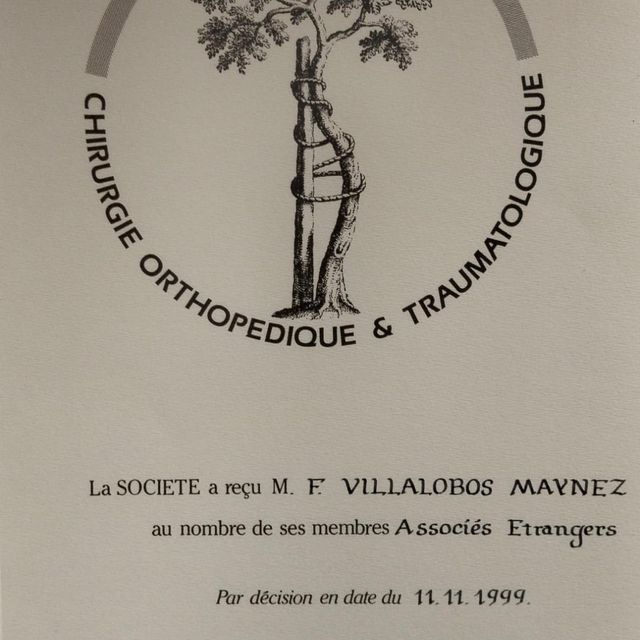 CHIRURGIE ORTHOPEDIQUE & TRAUMATOLOGIQUE
La SOCIETE a reçu M. F. VILLALOBOS MAYNEZ
au nombre de ses membres Associés Etrangers
Par décision en date du 11.11.1999.